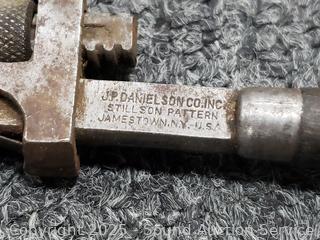 J.P. DANIELSON CO. INC.
STILLSON PATTERN
JAMESTOWN, N.Y. U.S.A.
Copyright 2025 - Sound Auction Service